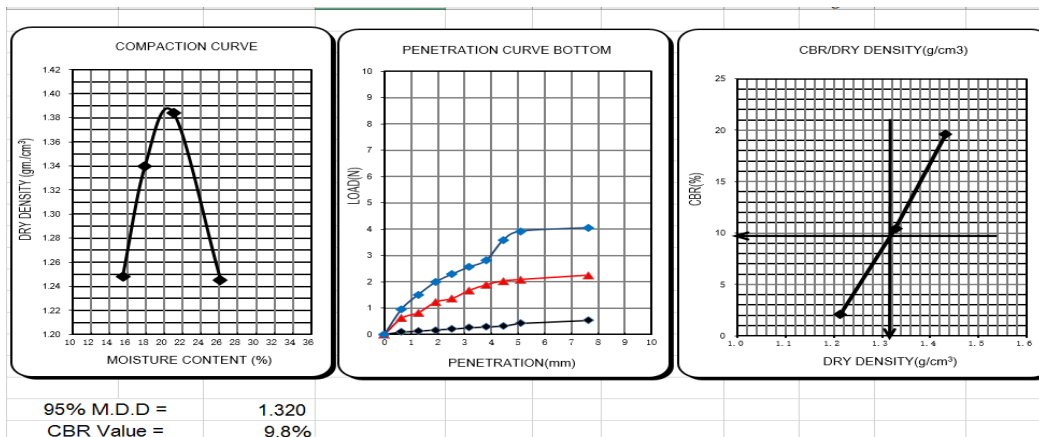 COMPACTION CURVE
1.42
1.40
1.38
1.36
1.34
1.32
1.30
1.28
1.26
1.24
1.22
1.20
DRY DENSITY (gm./cm³)
10 12 14 16 18 20 22 24 26 28 30 32 34 36
MOISTURE CONTENT (%)
PENETRATION CURVE BOTTOM
10
9
8
7
6
5
4
3
2
1
0
LOAD(N)
0 1 2 3 4 5 6 7 8 9 10
PENETRATION(mm)
CBR/DRY DENSITY(g/cm3)
25
20
15
10
5
0
CBR(%)
1.0 1.1 1.2 1.3 1.4 1.5 1.6
DRY DENSITY(g/cm³)
95% M.D.D = 1.320
CBR Value = 9.8%